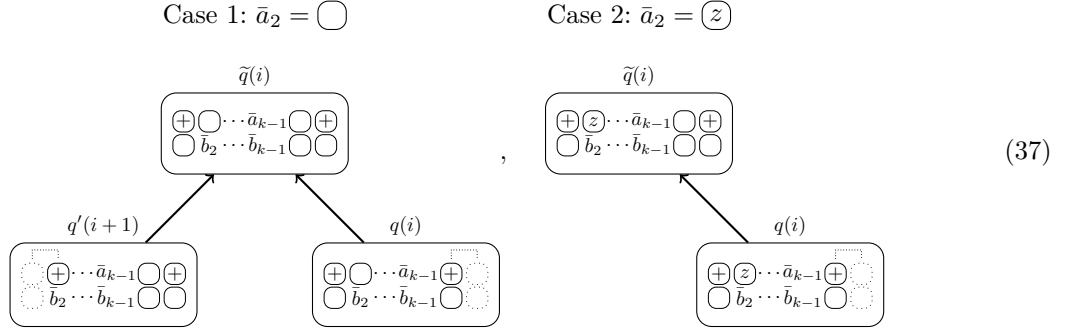 Case 1: ā₂ =
Case 2: ā₂ = z
q̃(i)
q̃(i)
+ ⋯ ā_{k−1} +
b̄₂ ⋯ b̄_{k−1}
,
+ z ⋯ ā_{k−1} +
b̄₂ ⋯ b̄_{k−1}
(37)
q′(i + 1)
q(i)
q(i)
+ ⋯ ā_{k−1} +
b̄₂ ⋯ b̄_{k−1}
+ ⋯ ā_{k−1} +
b̄₂ ⋯ b̄_{k−1}
+ z ⋯ ā_{k−1} +
b̄₂ ⋯ b̄_{k−1}